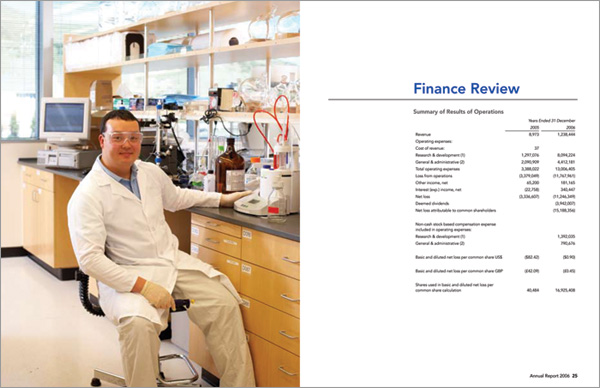 Finance Review
Summary of Results of Operations
Years Ended 31 December
2005 2006
Revenue 8,973 1,238,444
Operating expenses:
Cost of revenue 37
Research & development (1) 1,297,076 8,094,224
General & administrative (2) 2,090,909 4,912,181
Total operating expenses 3,388,022 13,006,405
Loss from operations (3,379,049) (11,767,961)
Other income, net 65,200 181,165
Interest (exp.) income, net (22,758) 340,447
Net loss (3,336,607) (11,246,349)
Deemed dividends (3,942,007)
Net loss attributable to common shareholders (15,188,356)
Non-cash stock-based compensation expense
included in operating expenses:
Research & development (1) 1,392,035
General & administrative (2) 790,676
Basic and diluted net loss per common share US$ ($82.42) ($0.90)
Basic and diluted net loss per common share GBP (£42.09) (£0.45)
Shares used in basic and diluted net loss per
common share calculation 40,484 16,925,408
Annual Report 2006 25